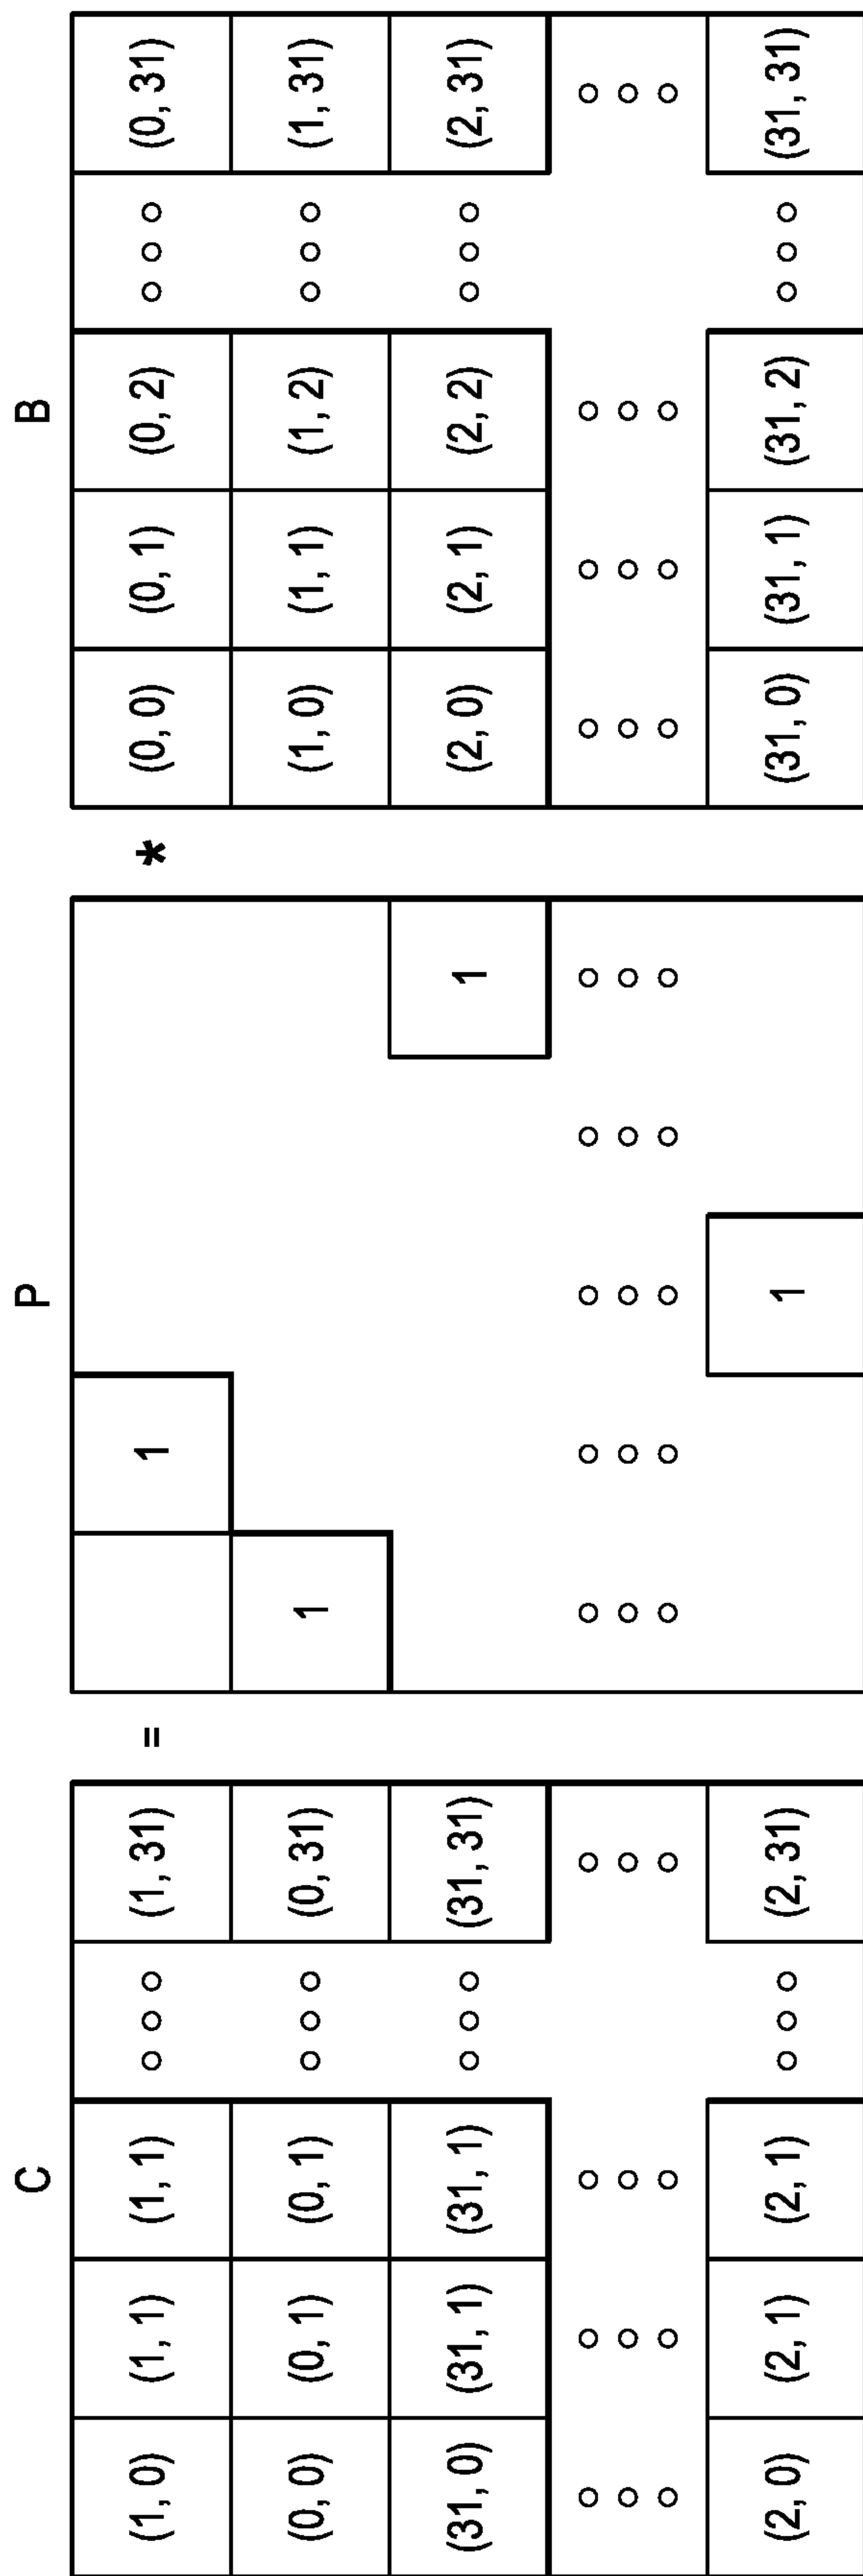 C P B
(1, 0) (1, 1) (1, 1) (1, 31) = 1 * (0, 0) (0, 1) (0, 2) (0, 31)
(0, 0) (0, 1) (0, 1) (0, 31) 1 (1, 0) (1, 1) (1, 2) (1, 31)
(31, 0) (31, 1) (31, 1) (31, 31) 1 (2, 0) (2, 1) (2, 2) (2, 31)
(2, 0) (2, 1) (2, 1) (2, 31) 1 (31, 0) (31, 1) (31, 2) (31, 31)